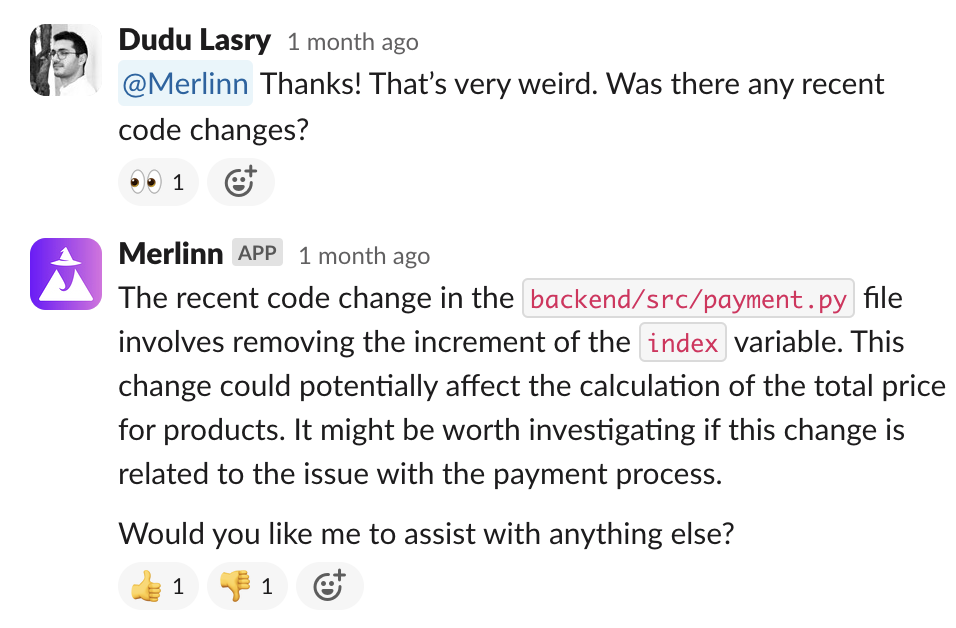 Dudu Lasry 1 month ago
@Merlinn Thanks! That’s very weird. Was there any recent
code changes?
👀 1
Merlinn APP 1 month ago
The recent code change in the backend/src/payment.py file
involves removing the increment of the index variable. This
change could potentially affect the calculation of the total price
for products. It might be worth investigating if this change is
related to the issue with the payment process.
Would you like me to assist with anything else?
👍 1 👎 1